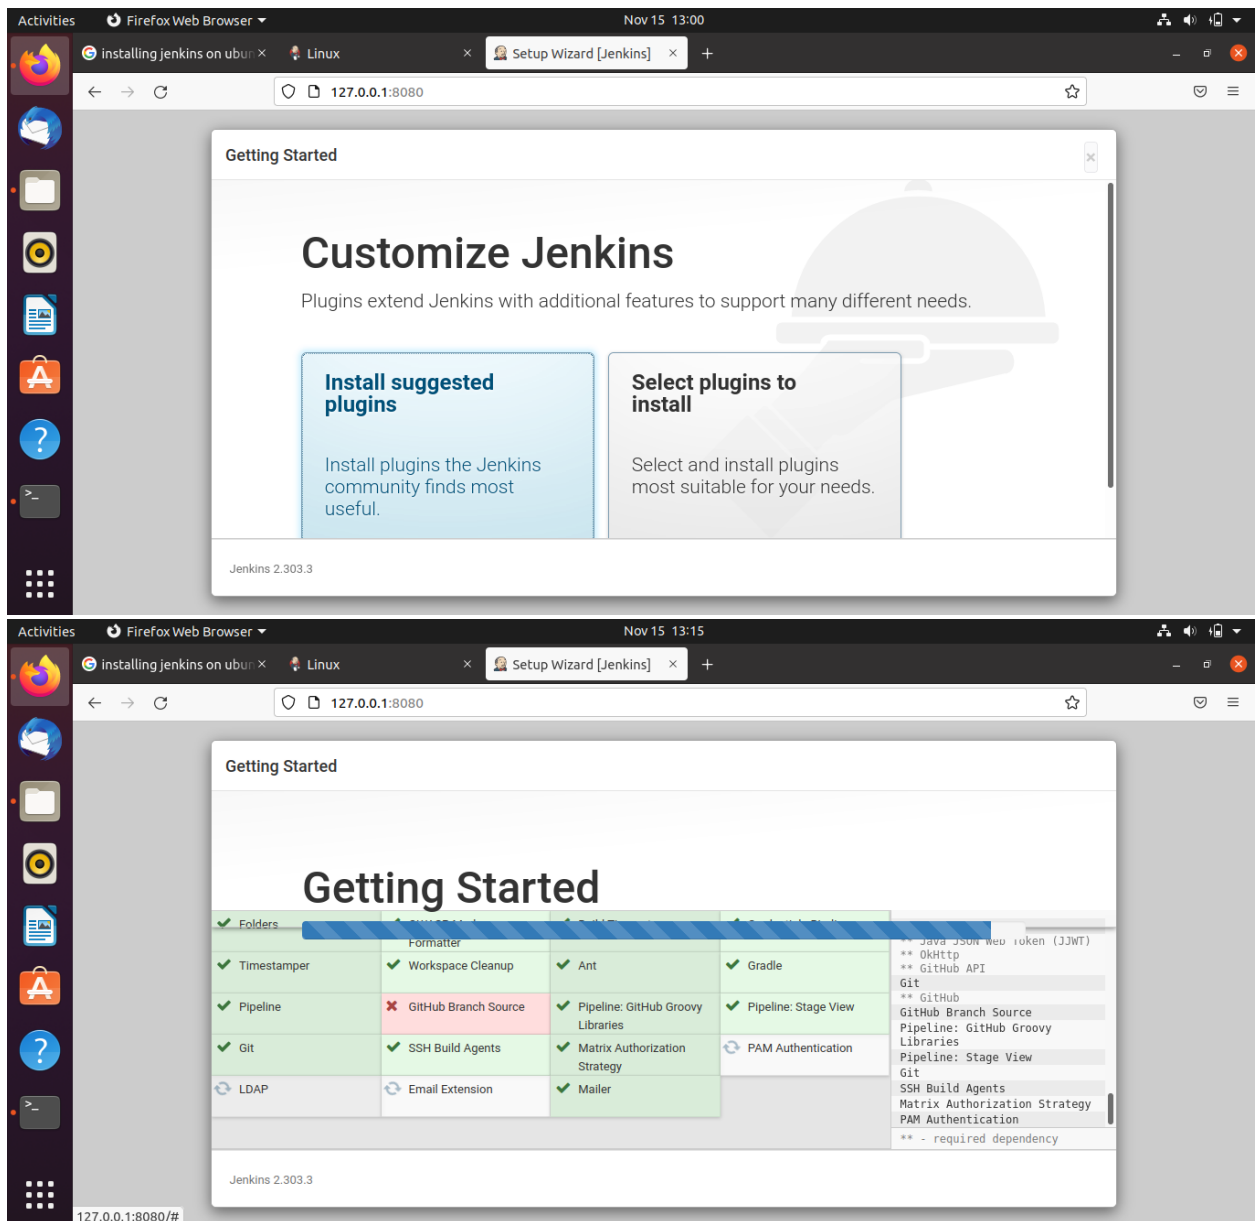 Activities
Firefox Web Browser
Nov 15 13:00
installing jenkins on ubun
Linux
Setup Wizard [Jenkins]
127.0.0.1:8080
Getting Started
Customize Jenkins
Plugins extend Jenkins with additional features to support many different needs.
Install suggested
plugins
Install plugins the Jenkins
community finds most
useful.
Select plugins to
install
Select and install plugins
most suitable for your needs.
Jenkins 2.303.3
Activities
Firefox Web Browser
Nov 15 13:15
installing jenkins on ubun
Linux
Setup Wizard [Jenkins]
127.0.0.1:8080
Getting Started
Getting Started
Folders
Formatter
Timestamper
Workspace Cleanup
Ant
Gradle
Pipeline
GitHub Branch Source
Pipeline: GitHub Groovy
Libraries
Pipeline: Stage View
Git
SSH Build Agents
Matrix Authorization
Strategy
PAM Authentication
LDAP
Email Extension
Mailer
** Java JSON Web Token (JJWT)
** OkHttp
** GitHub API
Git
** GitHub
GitHub Branch Source
Pipeline: GitHub Groovy
Libraries
Pipeline: Stage View
Git
SSH Build Agents
Matrix Authorization Strategy
PAM Authentication
** - required dependency
Jenkins 2.303.3
127.0.0.1:8080/#